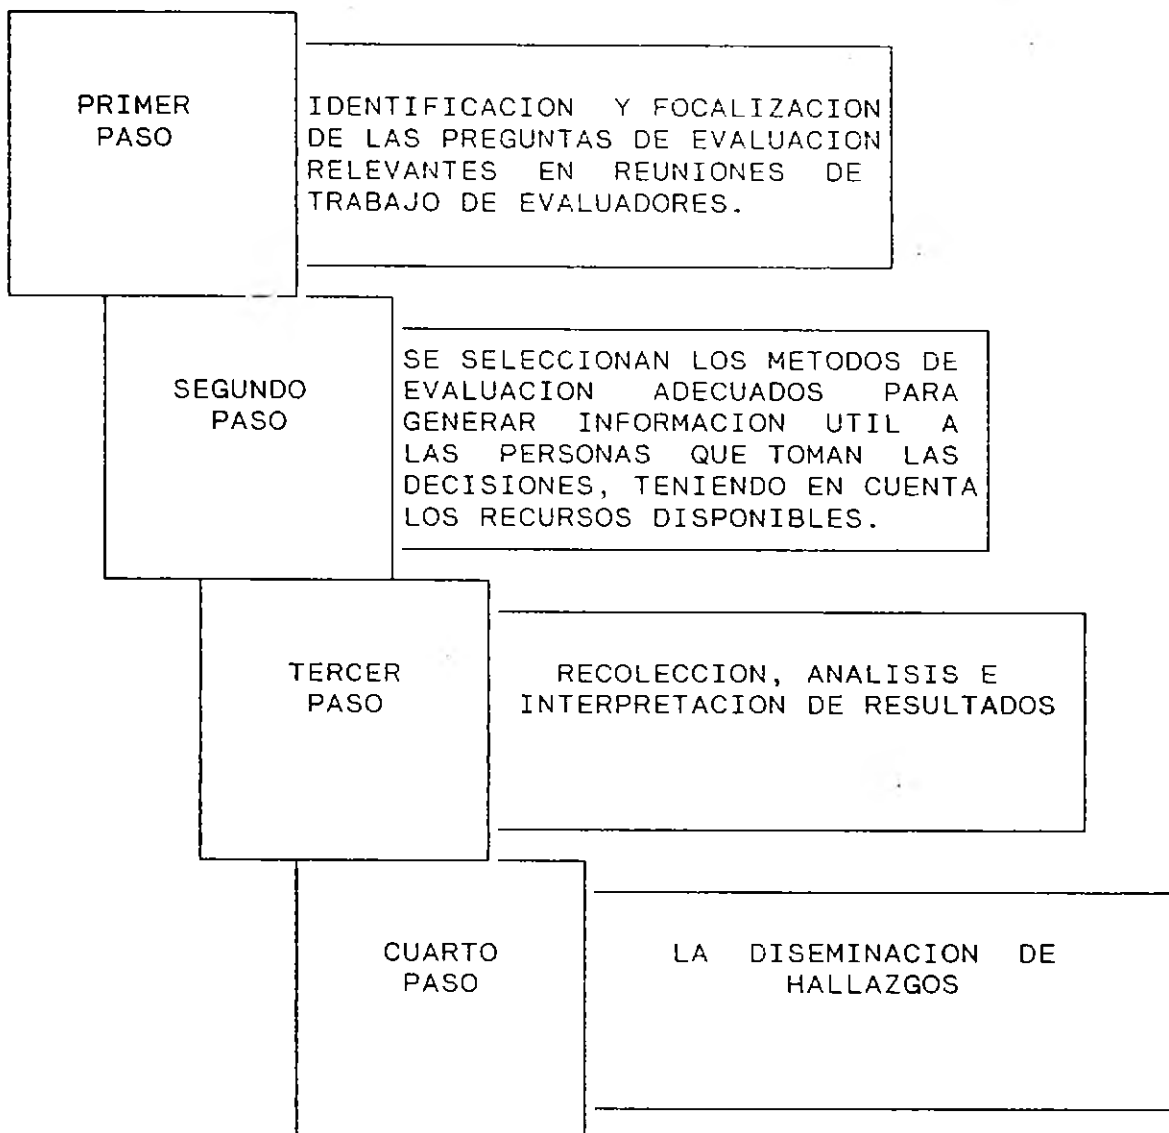 PRIMER
PASO
IDENTIFICACION Y FOCALIZACION
DE LAS PREGUNTAS DE EVALUACION
RELEVANTES EN REUNIONES DE
TRABAJO DE EVALUADORES.
SEGUNDO
PASO
SE SELECCIONAN LOS METODOS DE
EVALUACION ADECUADOS PARA
GENERAR INFORMACION UTIL A
LAS PERSONAS QUE TOMAN LAS
DECISIONES, TENIENDO EN CUENTA
LOS RECURSOS DISPONIBLES.
TERCER
PASO
RECOLECCION, ANALISIS E
INTERPRETACION DE RESULTADOS
CUARTO
PASO
LA DISEMINACION DE
HALLAZGOS